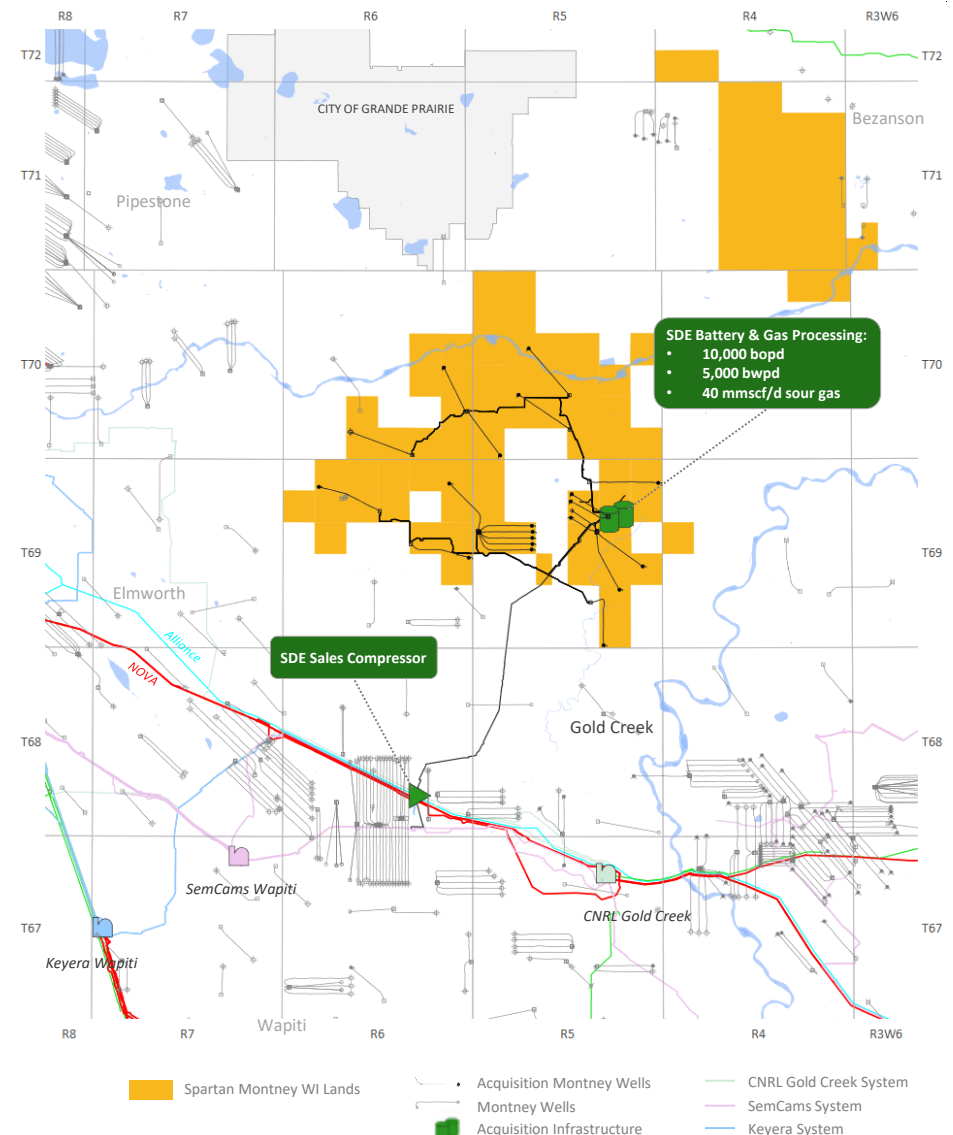 R8 R7 R6 R5 R4 R3W6
T72 T72
CITY OF GRANDE PRAIRIE
Bezanson
T71 T71
Pipestone
SDE Battery & Gas Processing:
• 10,000 bopd
• 5,000 bwpd
• 40 mmscf/d sour gas
T70 T70
T69 T69
Elmworth
Alliance
SDE Sales Compressor
NOVA
Gold Creek
T68 T68
SemCams Wapiti
CNRL Gold Creek
T67 T67
Keyera Wapiti
Wapiti
R8 R7 R6 R5 R4 R3W6
Spartan Montney WI Lands
Acquisition Montney Wells
Montney Wells
Acquisition Infrastructure
CNRL Gold Creek System
SemCams System
Keyera System